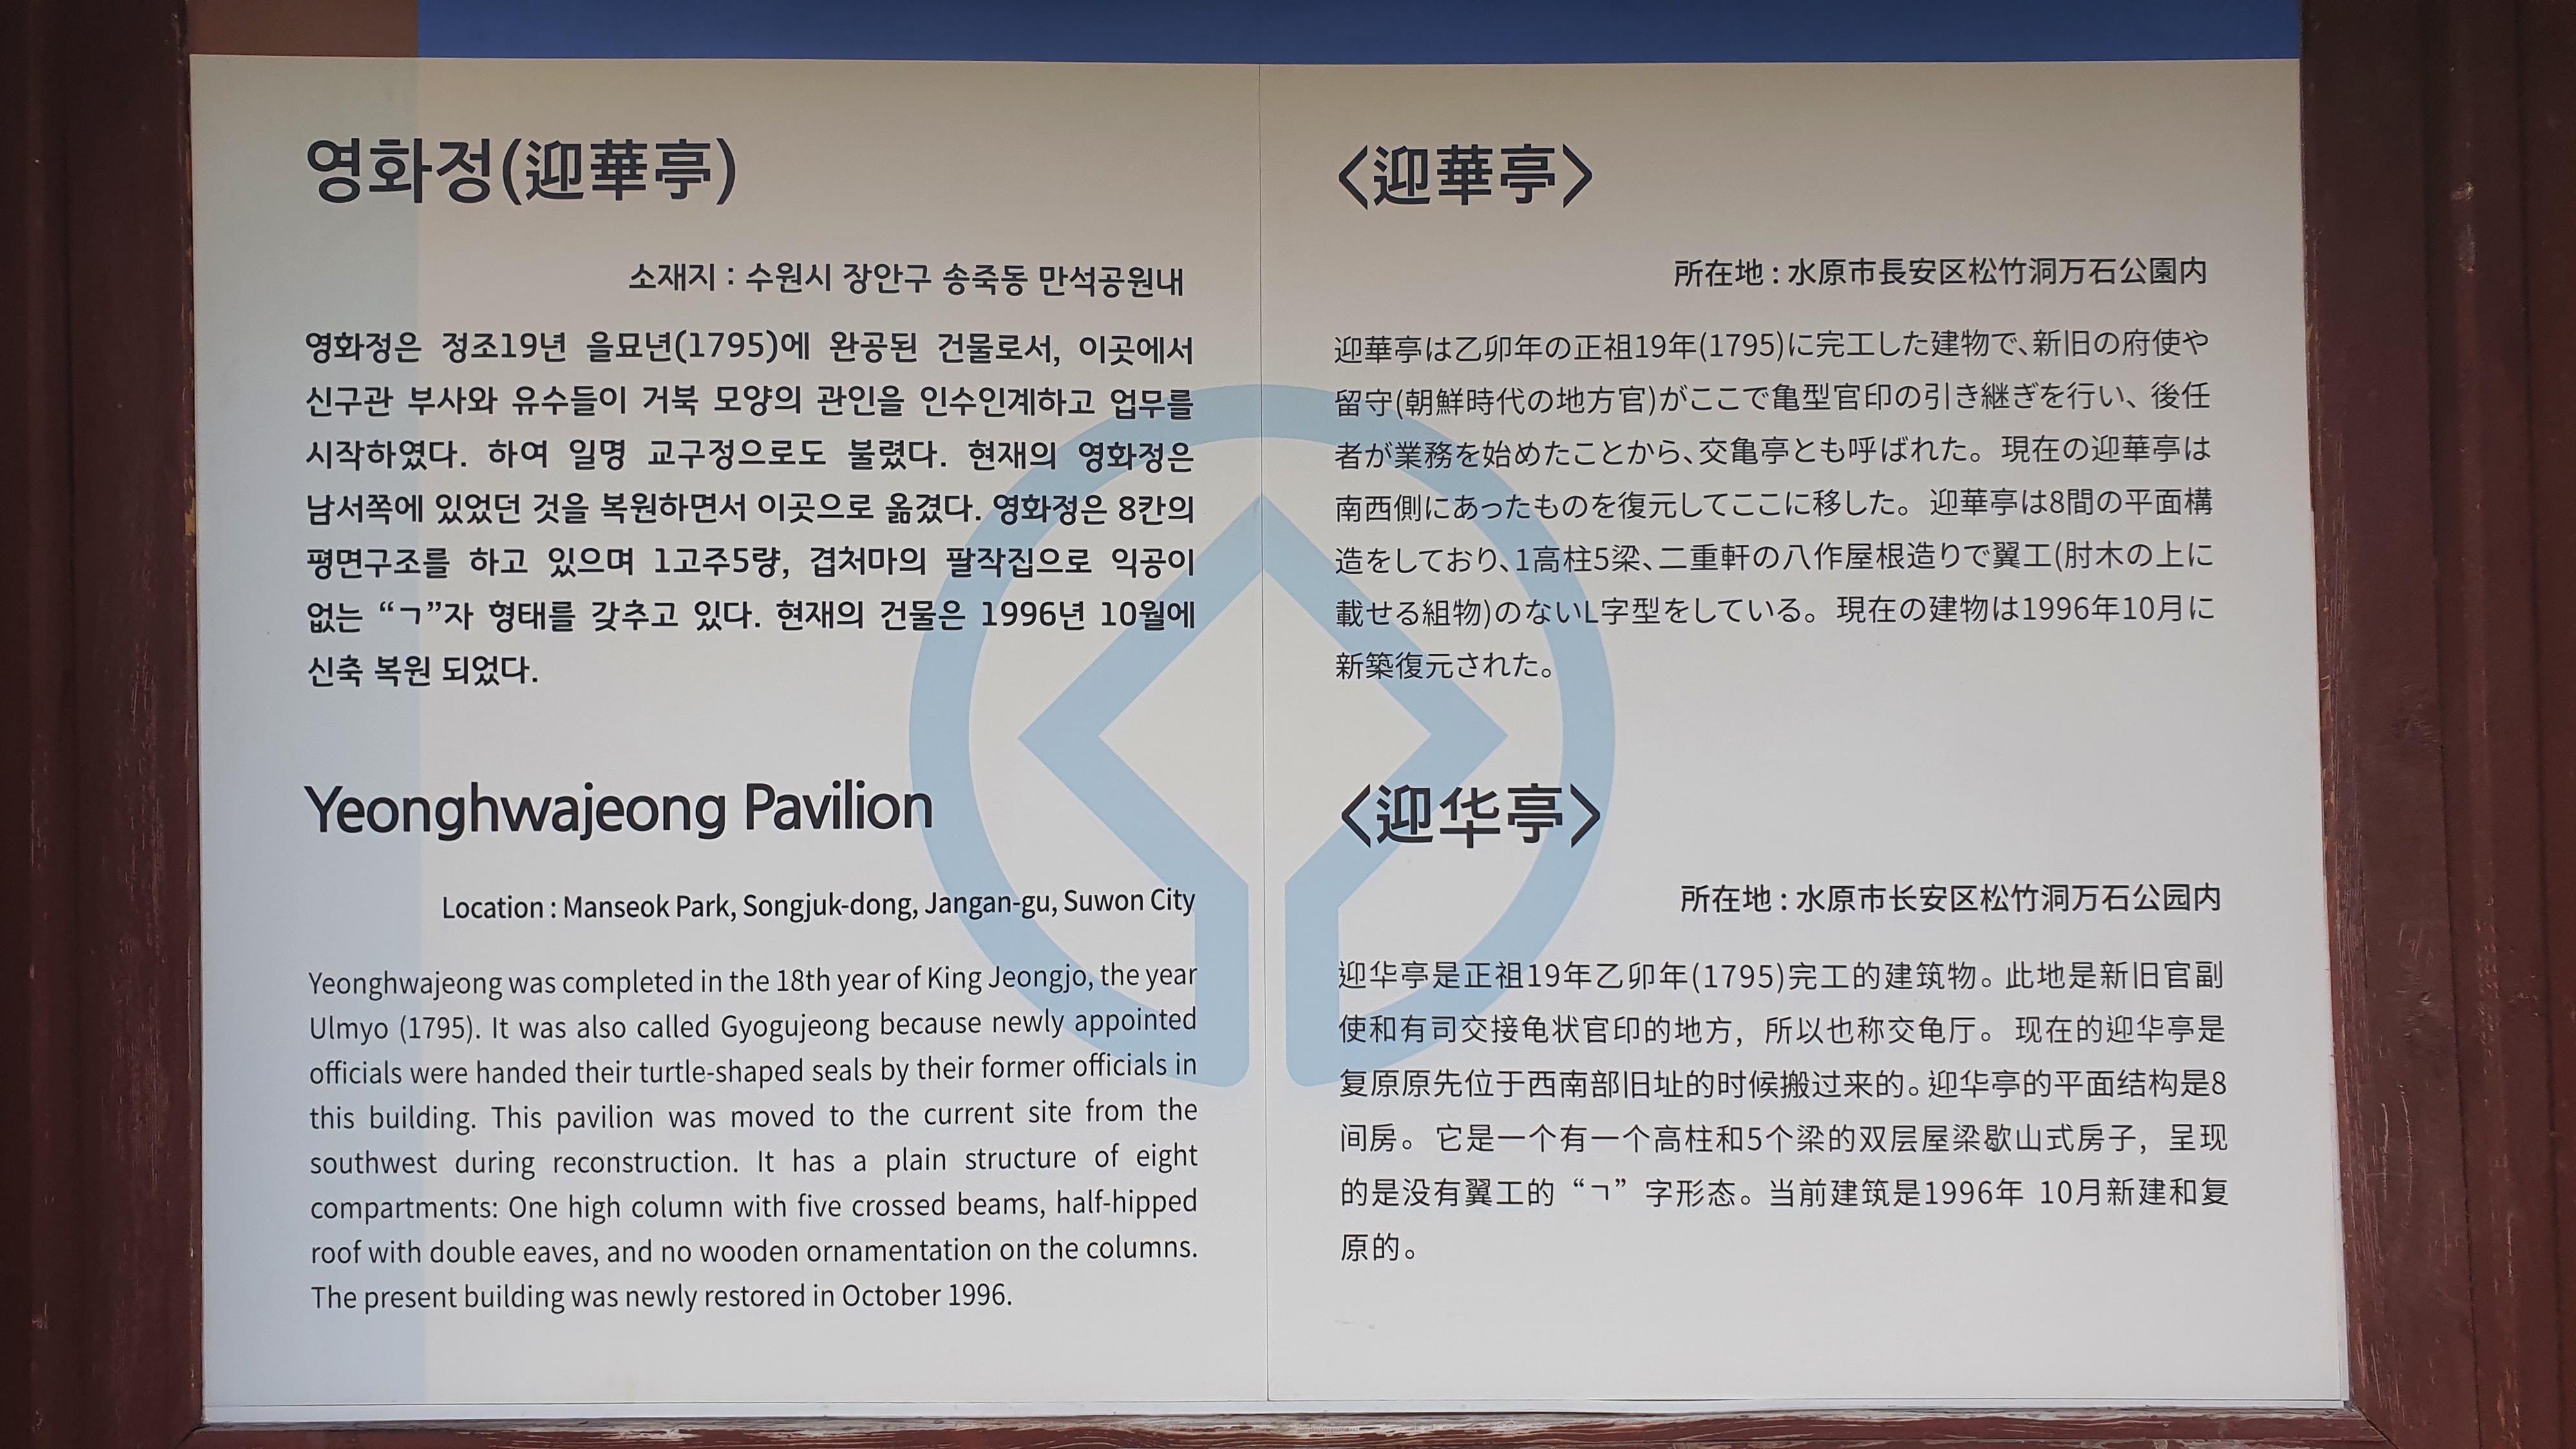 영화정(迎華亭)
소재지 : 수원시 장안구 송죽동 만석공원내
영화정은 정조19년 을묘년(1795)에 완공된 건물로서, 이곳에서
신구관 부사와 유수들이 거북 모양의 관인을 인수인계하고 업무를
시작하였다. 하여 일명 교구정으로도 불렸다. 현재의 영화정은
남서쪽에 있었던 것을 복원하면서 이곳으로 옮겼다. 영화정은 8칸의
평면구조를 하고 있으며 1고주5량, 겹처마의 팔작집으로 익공이
없는 “ㄱ”자 형태를 갖추고 있다. 현재의 건물은 1996년 10월에
신축 복원 되었다.
Yeonghwajeong Pavilion
Location : Manseok Park, Songjuk-dong, Jangan-gu, Suwon City
Yeonghwajeong was completed in the 18th year of King Jeongjo, the year
Ulmyo (1795). It was also called Gyogujeong because newly appointed
officials were handed their turtle-shaped seals by their former officials in
this building. This pavilion was moved to the current site from the
southwest during reconstruction. It has a plain structure of eight
compartments: One high column with five crossed beams, half-hipped
roof with double eaves, and no wooden ornamentation on the columns.
The present building was newly restored in October 1996.
〈迎華亭〉
所在地 : 水原市長安区松竹洞万石公園内
迎華亭は乙卯年の正祖19年(1795)に完工した建物で、新旧の府使や
留守(朝鮮時代の地方官)がここで亀型官印の引き継ぎを行い、後任
者が業務を始めたことから、交亀亭とも呼ばれた。現在の迎華亭は
南西側にあったものを復元してここに移した。迎華亭は8間の平面構
造をしており、1高柱5梁、二重軒の八作屋根造りで翼工(肘木の上に
載せる組物)のないL字型をしている。現在の建物は1996年10月に
新築復元された。
〈迎华亭〉
所在地 : 水原市长安区松竹洞万石公园内
迎华亭是正祖19年乙卯年(1795)完工的建筑物。此地是新旧官副
使和有司交接龟状官印的地方，所以也称交龟厅。现在的迎华亭是
复原原先位于西南部旧址的时候搬过来的。迎华亭的平面结构是8
间房。它是一个有一个高柱和5个梁的双层屋梁歇山式房子，呈现
的是没有翼工的“ㄱ”字形态。当前建筑是1996年 10月新建和复
原的。